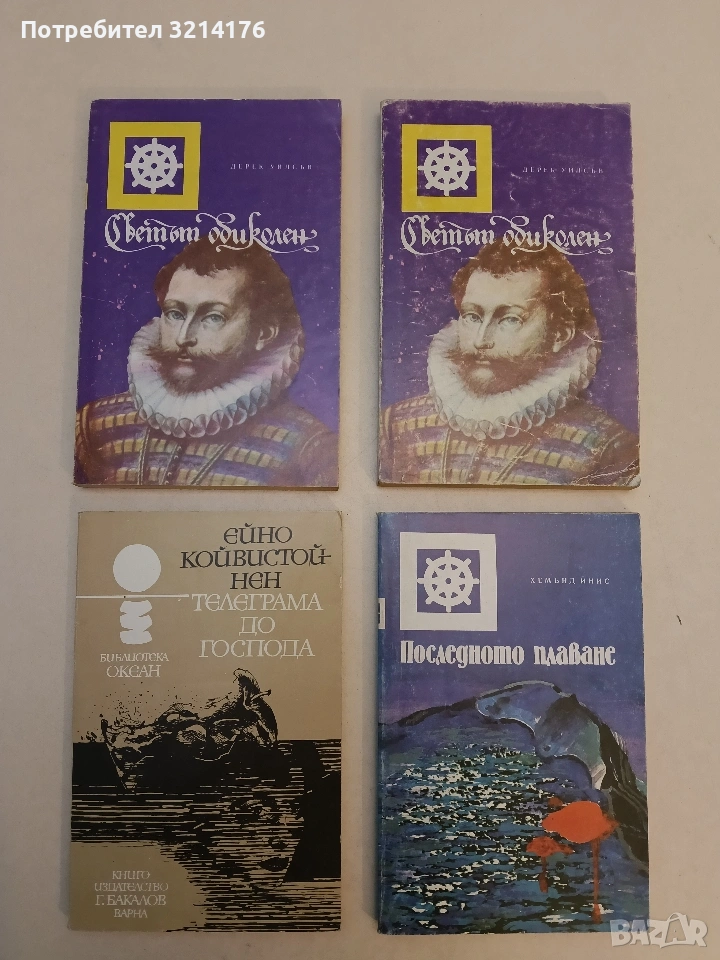 Потребител 3214176
ДЕРЕК УИЛСЪН
Светът обиколен
ДЕРЕК УИЛСЪН
Светът обиколен
ЕЙНО
КОЙВИСТОЙ-
НЕН
ТЕЛЕГРАМА
ДО
ГОСПОДА
БИБЛИОТЕКА
ОКЕАН
КНИГО
ИЗДАТЕЛСТВО
Г. БАКАЛОВ
ВАРНА
ХЕМЪНД ИНИС
Последното плаване
BAZAR